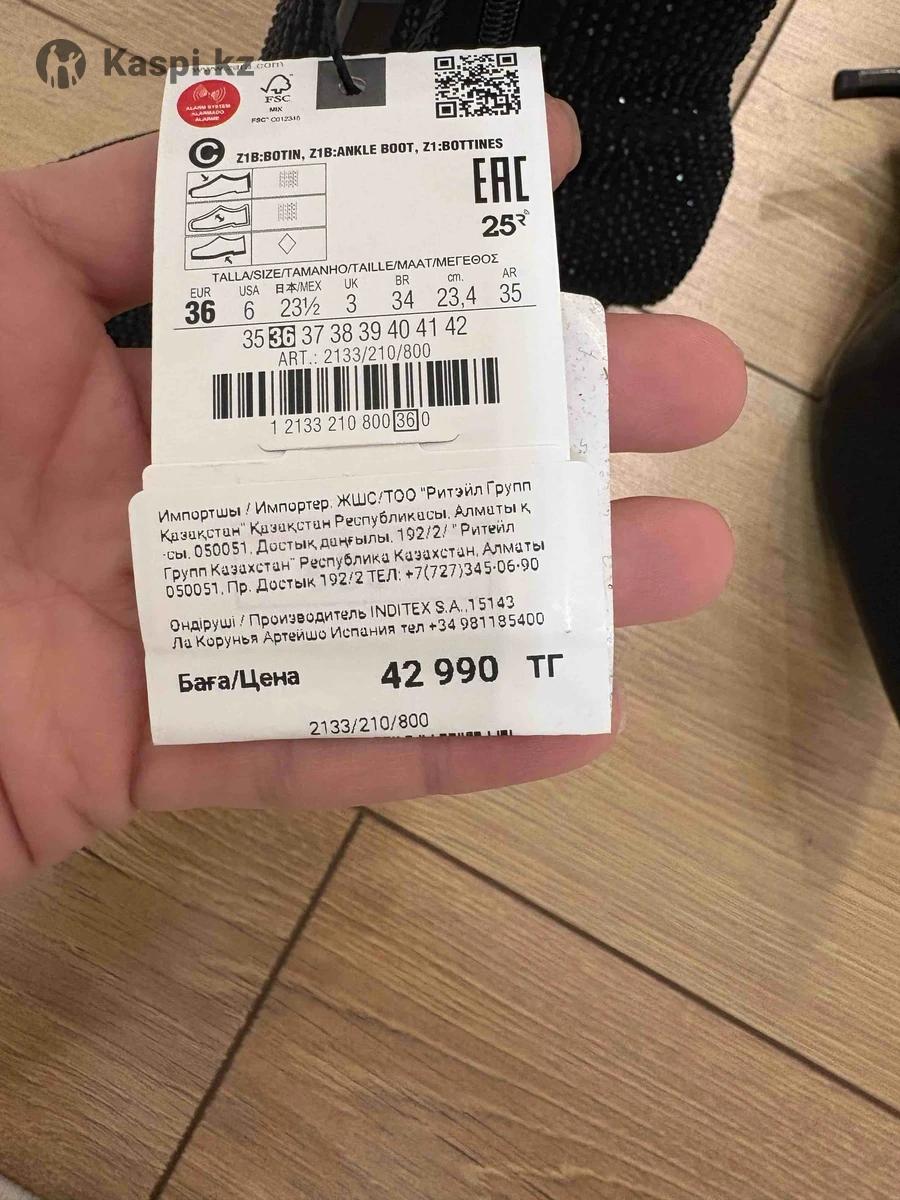 Kaspi.kz
ALARM SYSTEM
ALARMADO
ALARME
FSC
MIX
Z1B:BOTIN, Z1B:ANKLE BOOT, Z1:BOTTINES
EAC
25
TALLA/SIZE/TAMANHO/TAILLE/MAAT/ΜΕΓΕΘΟΣ
EUR USA 日本/MEX UK BR cm. AR
36 6 23½ 3 34 23,4 35
35 36 37 38 39 40 41 42
ART.: 2133/210/800
1 2133 210 800 36 0
Импортшы / Импортер. ЖШС/ТОО "Ритэйл Групп
Қазақстан" Қазақстан Республикасы, Алматы қ
-сы, 050051, Достық даңғылы, 192/2/ " Ритейл
Групп Казахстан" Республика Казахстан, Алматы
050051, Пр. Достык 192/2 ТЕЛ: +7(727)345-06-90
Ондіруші / Производитель INDITEX S.A.,15143
Ла Корунья Артейшо Испания тел +34 981185400
Баға/Цена 42 990 ТГ
2133/210/800